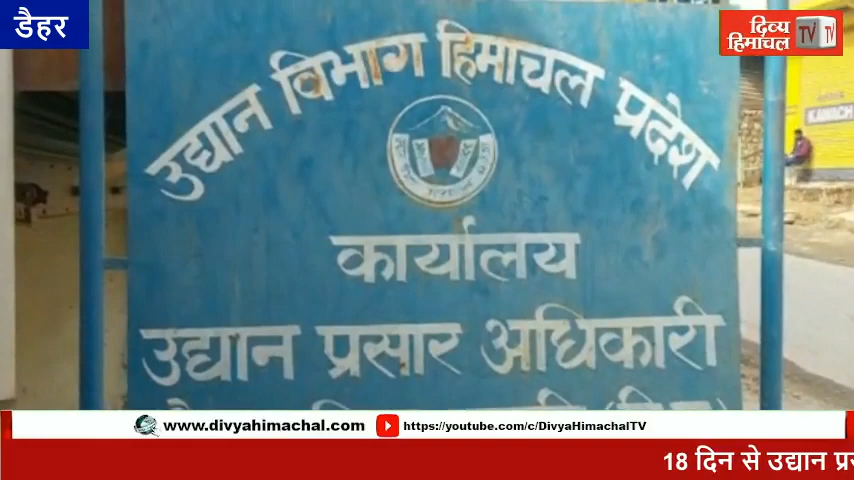 डैहर
दिव्य
हिमाचल
TV TV
उद्यान विभाग हिमाचल प्रदेश
KAWACH
कार्यालय
उद्यान प्रसार अधिकारी
www.divyahimachal.com
https://youtube.com/c/DivyaHimachalTV
18 दिन से उद्यान